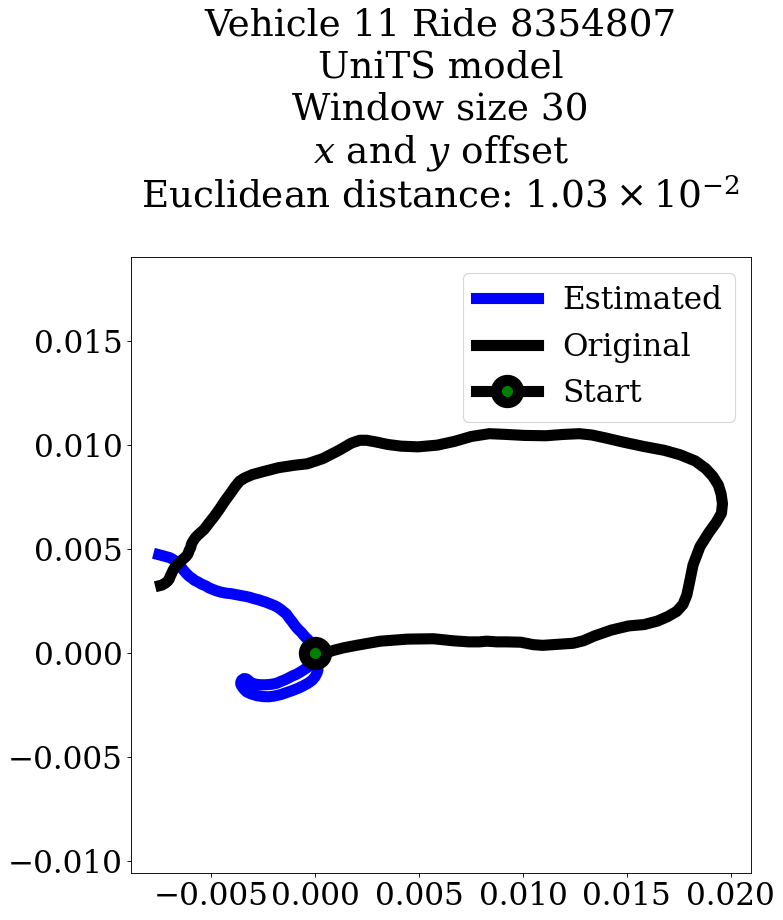 Vehicle 11 Ride 8354807
UniTS model
Window size 30
x and y offset
Euclidean distance: 1.03 × 10⁻²
Estimated
Original
Start
0.015
0.010
0.005
0.000
−0.005
−0.010
−0.005 0.000 0.005 0.010 0.015 0.020